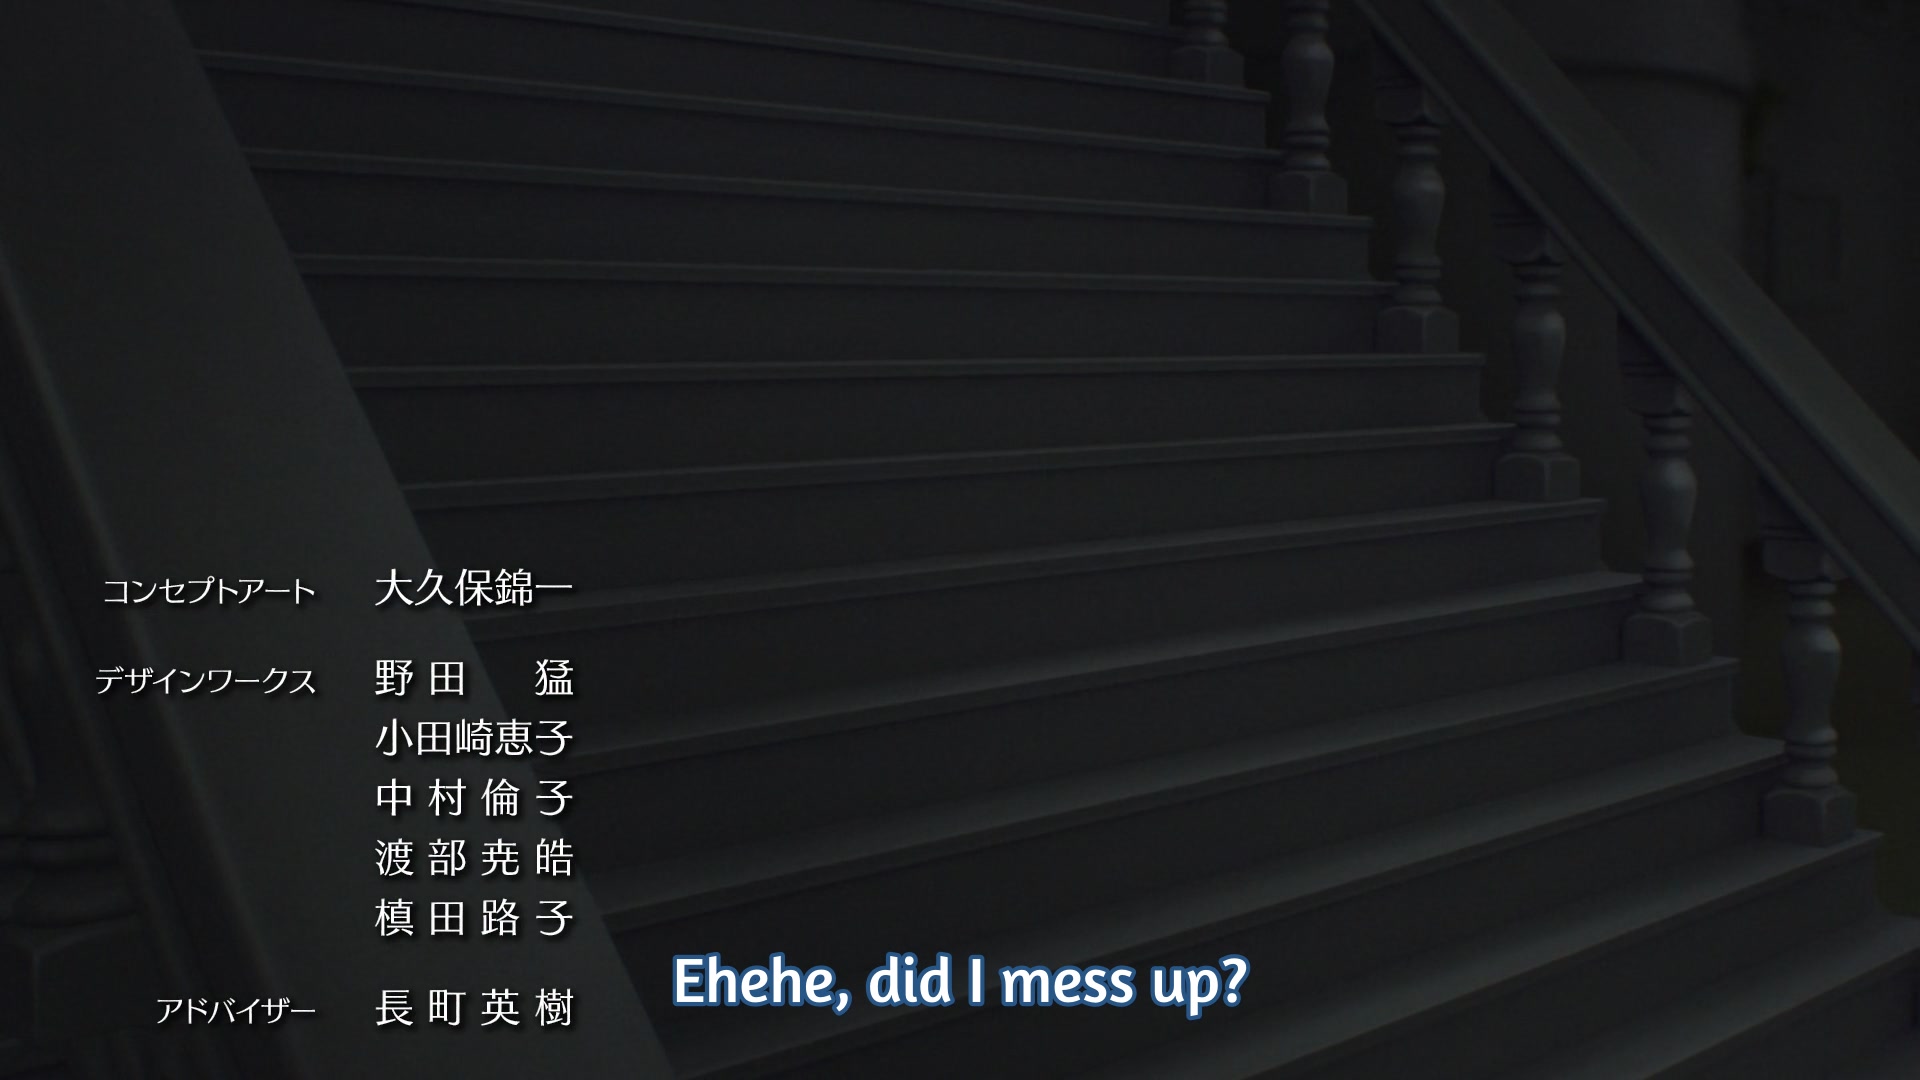 コンセプトアート 大久保錦一
デザインワークス 野田 猛
小田崎恵子
中村倫子
渡部尭皓
槙田路子
アドバイザー 長町英樹
Ehehe, did I mess up?